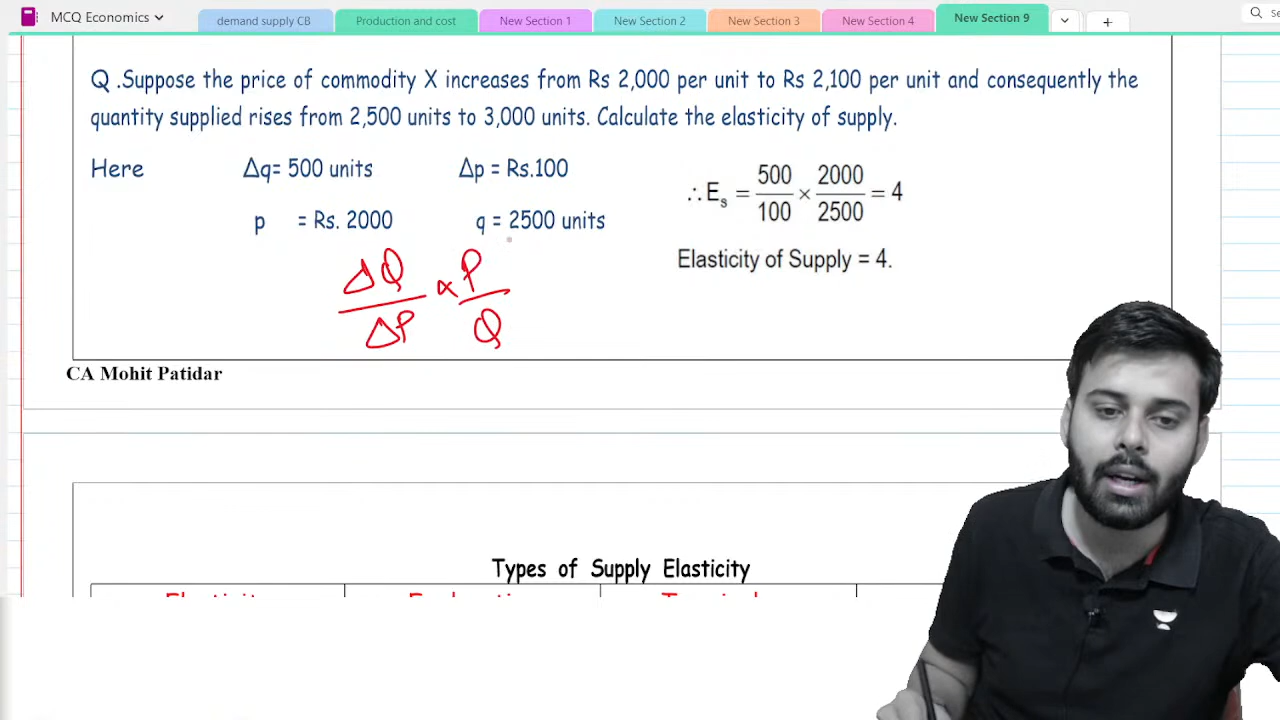 MCQ Economics
demand supply CB
Production and cost
New Section 1
New Section 2
New Section 3
New Section 4
New Section 9
Q .Suppose the price of commodity X increases from Rs 2,000 per unit to Rs 2,100 per unit and consequently the
quantity supplied rises from 2,500 units to 3,000 units. Calculate the elasticity of supply.
Here Δq= 500 units Δp = Rs.100
p = Rs. 2000 q = 2500 units
∴ Es = 500/100 × 2000/2500 = 4
Elasticity of Supply = 4.
ΔQ/ΔP × P/Q
CA Mohit Patidar
Types of Supply Elasticity